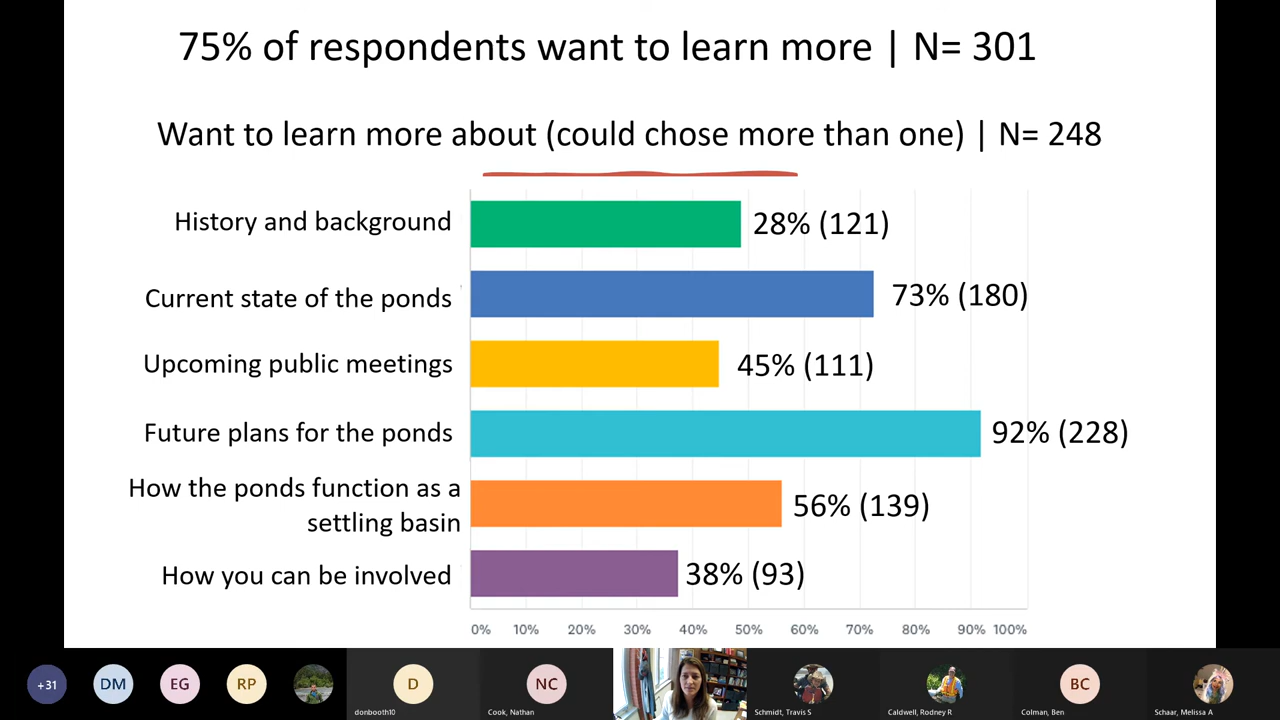 75% of respondents want to learn more | N= 301
Want to learn more about (could chose more than one) | N= 248
History and background
28% (121)
Current state of the ponds
73% (180)
Upcoming public meetings
45% (111)
Future plans for the ponds
92% (228)
How the ponds function as a
settling basin
56% (139)
How you can be involved
38% (93)
0% 10% 20% 30% 40% 50% 60% 70% 80% 90% 100%
+31
DM
EG
RP
D
NC
BC
donbooth10
Cook, Nathan
Schmidt, Travis S
Caldwell, Rodney R
Colman, Ben
Schaar, Melissa A